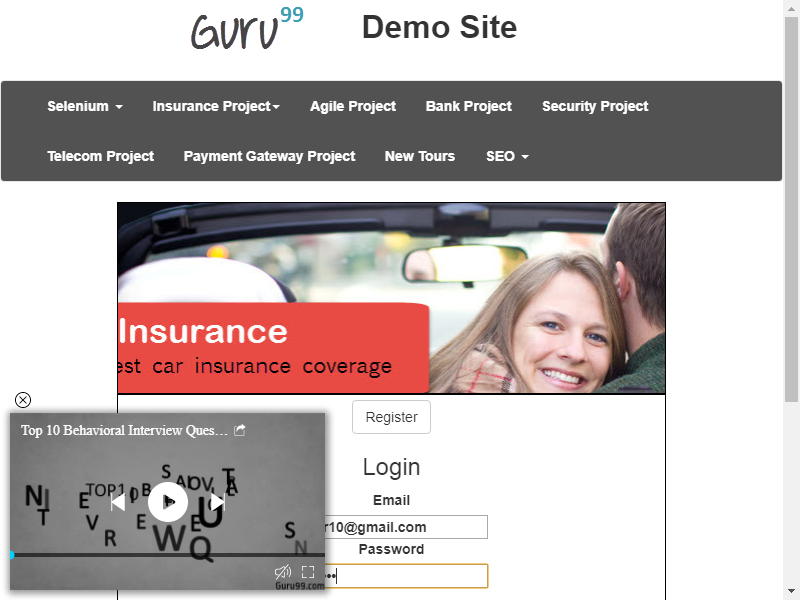 Guru99
Demo Site
Selenium Insurance Project Agile Project Bank Project Security Project
Telecom Project Payment Gateway Project New Tours SEO
Insurance
est car insurance coverage
Register
Login
Email
r10@gmail.com
Password
Top 10 Behavioral Interview Ques...
TOP10
Guru99.com